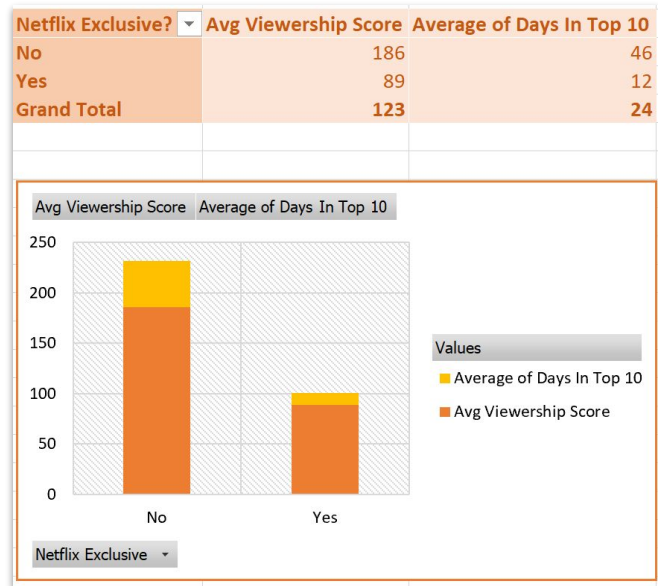 Netflix Exclusive? Avg Viewership Score Average of Days In Top 10
No 186 46
Yes 89 12
Grand Total 123 24
Avg Viewership Score Average of Days In Top 10
250
200
150
100
50
0
No Yes
Values
Average of Days In Top 10
Avg Viewership Score
Netflix Exclusive